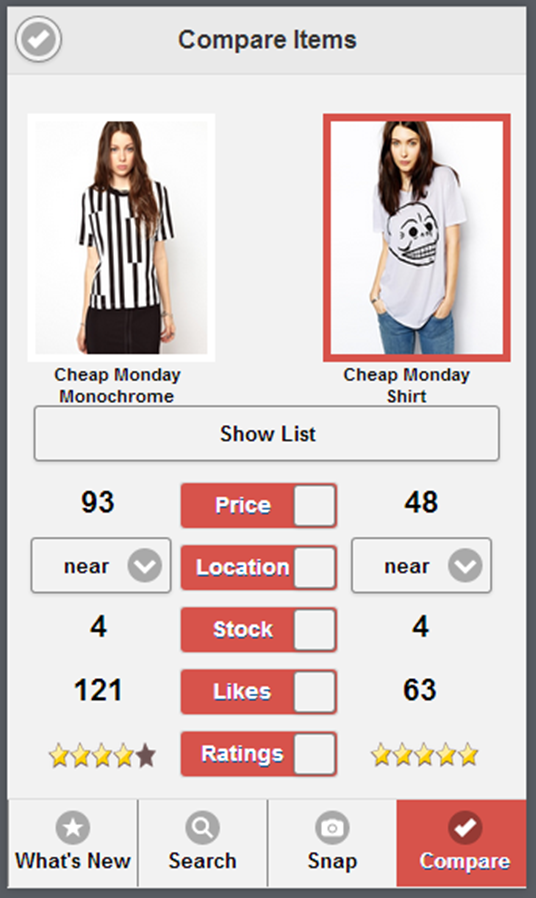 Compare Items
Cheap Monday
Monochrome
Cheap Monday
Shirt
Show List
93 Price 48
near Location near
4 Stock 4
121 Likes 63
Ratings
What's New Search Snap Compare